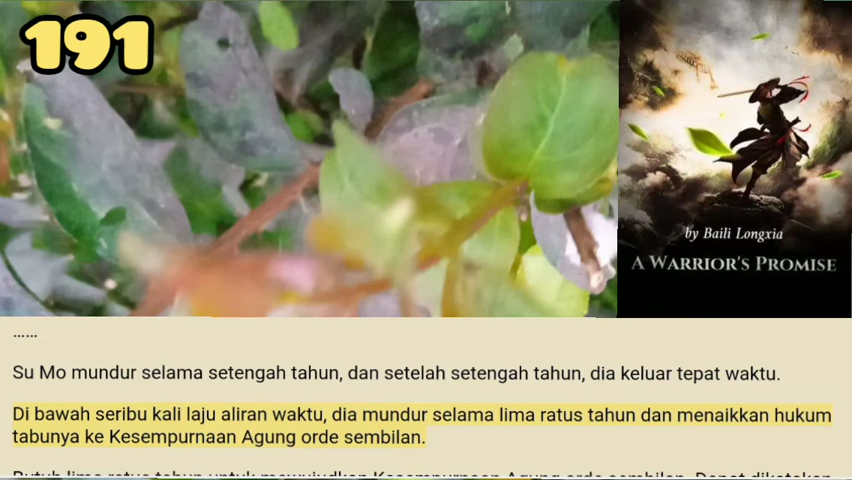 191
by Baili Longxia
A WARRIOR'S PROMISE
......
Su Mo mundur selama setengah tahun, dan setelah setengah tahun, dia keluar tepat waktu.
Di bawah seribu kali laju aliran waktu, dia mundur selama lima ratus tahun dan menaikkan hukum
tabunya ke Kesempurnaan Agung orde sembilan.